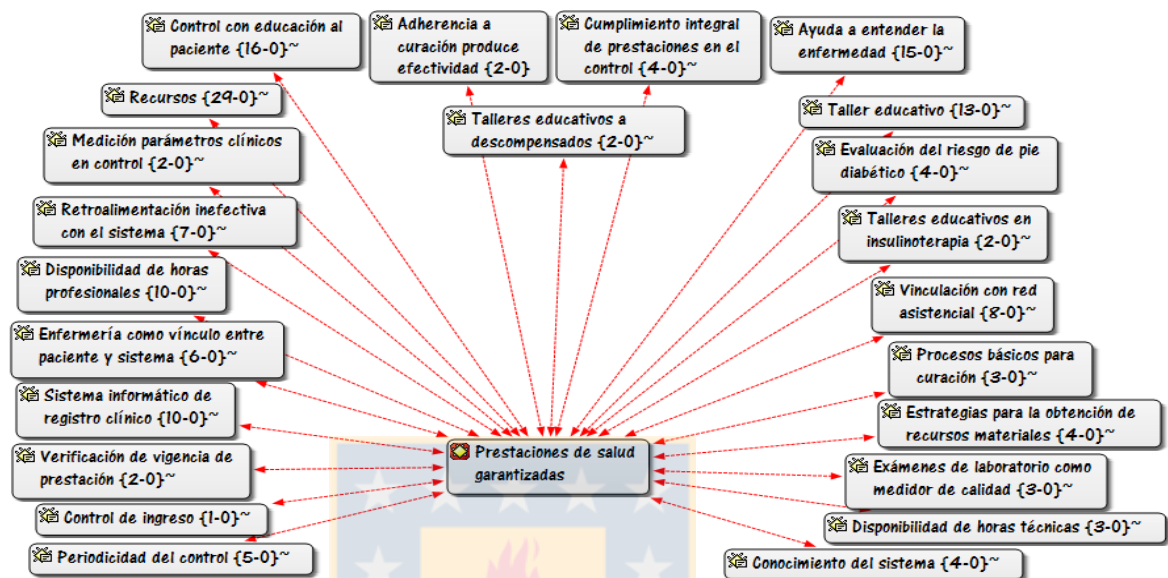 Control con educación al
paciente {16-0}~
Adherencia a
curación produce
efectividad {2-0}
Cumplimiento integral
de prestaciones en el
control {4-0}~
Ayuda a entender la
enfermedad {15-0}~
Recursos {29-0}~
Talleres educativos a
descompensados {2-0}~
Taller educativo {13-0}~
Medición parámetros clínicos
en control {2-0}~
Evaluación del riesgo de pie
diabético {4-0}~
Retroalimentación inefectiva
con el sistema {7-0}~
Talleres educativos en
insulinoterapia {2-0}~
Disponibilidad de horas
profesionales {10-0}~
Vinculación con red
asistencial {8-0}~
Enfermería como vínculo entre
paciente y sistema {6-0}~
Procesos básicos para
curación {3-0}~
Sistema informático de
registro clínico {10-0}~
Estrategias para la obtención de
recursos materiales {4-0}~
Prestaciones de salud
garantizadas
Verificación de vigencia de
prestación {2-0}~
Exámenes de laboratorio como
medidor de calidad {3-0}~
Control de ingreso {1-0}~
Disponibilidad de horas técnicas {3-0}~
Periodicidad del control {5-0}~
Conocimiento del sistema {4-0}~